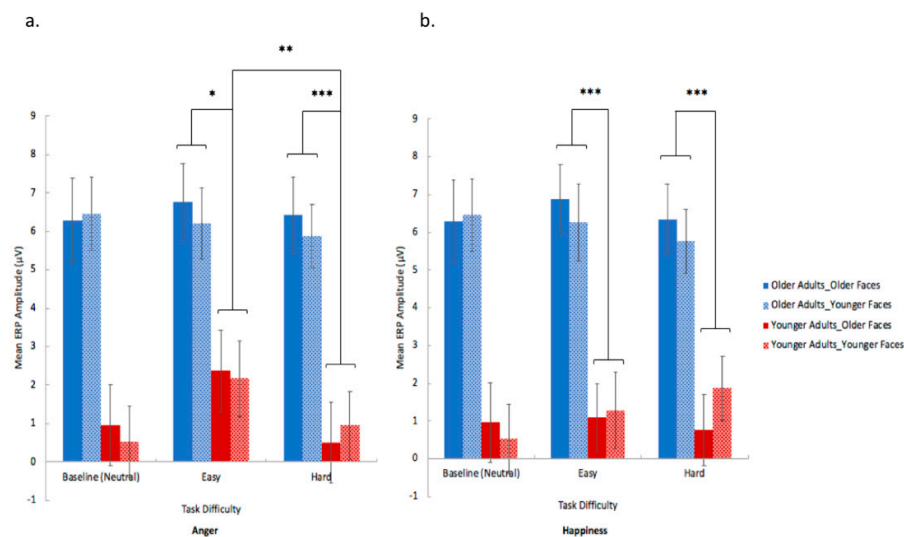 a.
b.
**
*
***
***
***
9
8
7
6
5
4
3
2
1
0
-1
Mean ERP Amplitude (µV)
Baseline (Neutral) Easy Hard
Task Difficulty
Anger
9
8
7
6
5
4
3
2
1
0
-1
Mean ERP Amplitude (µV)
Baseline (Neutral) Easy Hard
Task Difficulty
Happiness
Older Adults_Older Faces
Older Adults_Younger Faces
Younger Adults_Older Faces
Younger Adults_Younger Faces